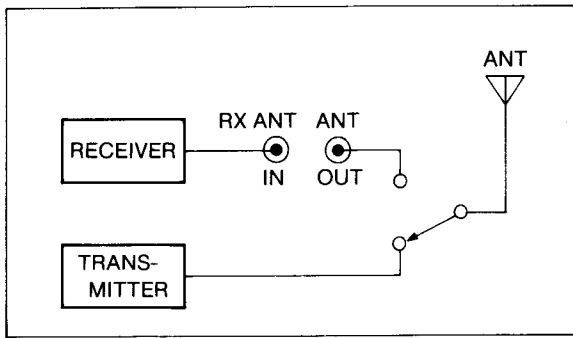 ANT
RX ANT ANT
RECEIVER
IN OUT
TRANS-
MITTER